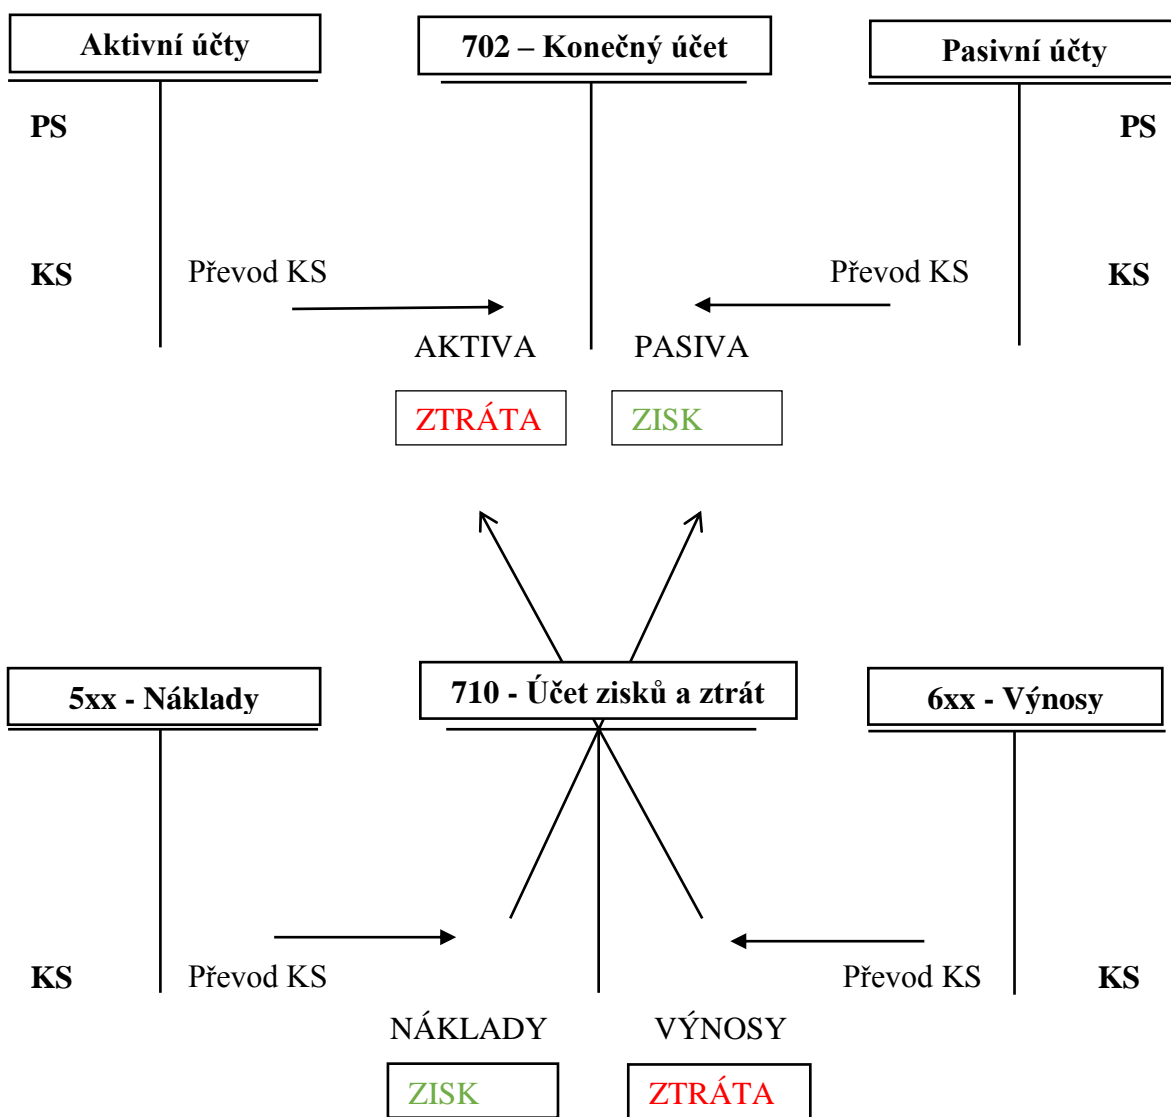 Aktivní účty
702 – Konečný účet
Pasivní účty
PS
PS
KS
Převod KS
Převod KS
KS
AKTIVA
PASIVA
ZTRÁTA
ZISK
5xx - Náklady
710 - Účet zisků a ztrát
6xx - Výnosy
KS
Převod KS
Převod KS
KS
NÁKLADY
VÝNOSY
ZISK
ZTRÁTA